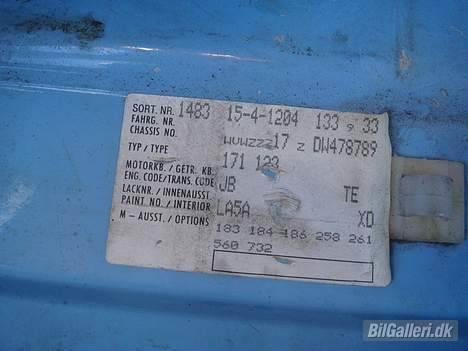 SORT. NR. 1483 15-4-1204 133 9 33
FAHRG. NR.
CHASSIS NO. WVWZZZ17 Z DW478789
TYP / TYPE 171 123
MOTORKB. / GETR. KB.
ENG. CODE/TRANS. CODE JB TE
LACKNR. / INNENAUSST.
PAINT NO. / INTERIOR LA5A XD
M - AUSST. / OPTIONS 183 184 186 258 261
560 732
BilGalleri.dk